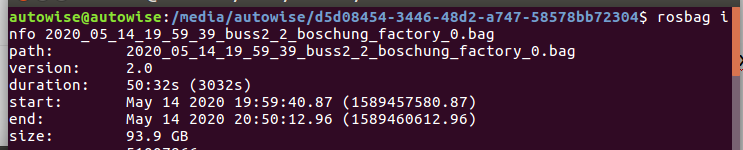 autowise@autowise:/media/autowise/d5d08454-3446-48d2-a747-58578bb72304$ rosbag i
nfo 2020_05_14_19_59_39_buss2_2_boschung_factory_0.bag
path:        2020_05_14_19_59_39_buss2_2_boschung_factory_0.bag
version:     2.0
duration:    50:32s (3032s)
start:       May 14 2020 19:59:40.87 (1589457580.87)
end:         May 14 2020 20:50:12.96 (1589460612.96)
size:        93.9 GB